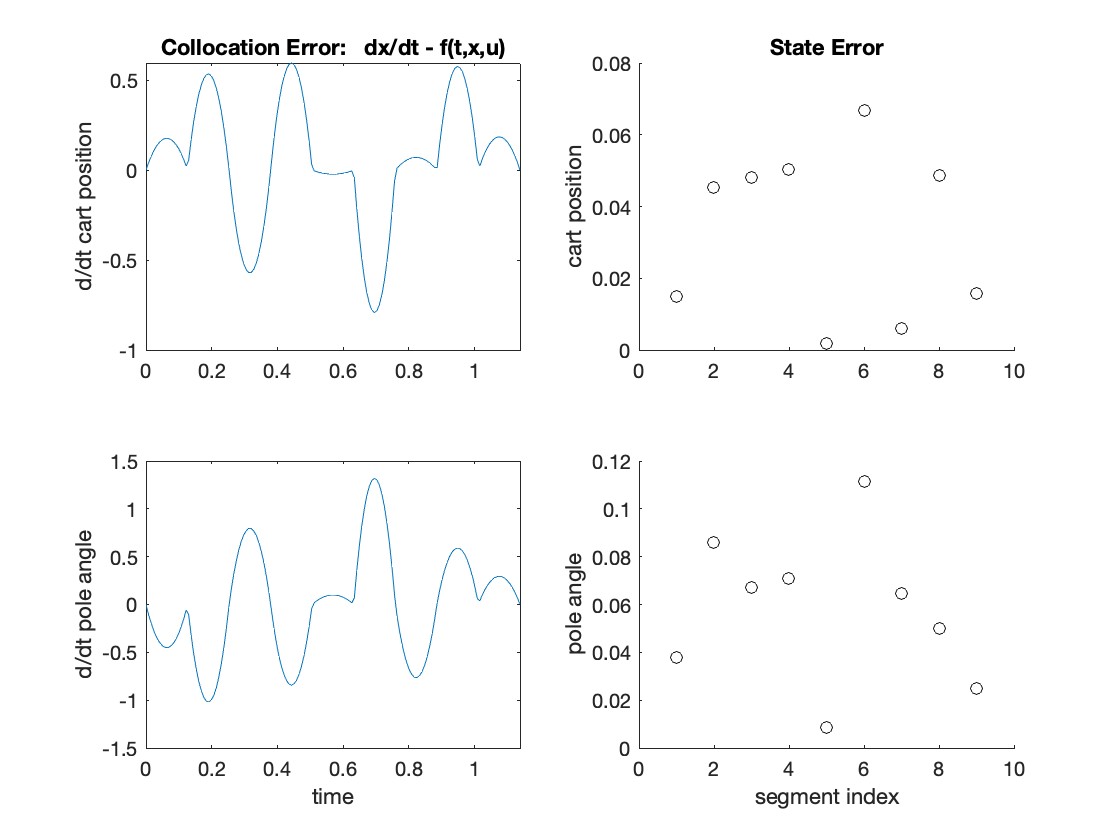 Collocation Error:   dx/dt - f(t,x,u)
d/dt cart position
0.5
0
-0.5
-1
0 0.2 0.4 0.6 0.8 1
State Error
cart position
0.08
0.06
0.04
0.02
0
0 2 4 6 8 10
d/dt pole angle
1.5
1
0.5
0
-0.5
-1
-1.5
0 0.2 0.4 0.6 0.8 1
time
pole angle
0.12
0.1
0.08
0.06
0.04
0.02
0
0 2 4 6 8 10
segment index